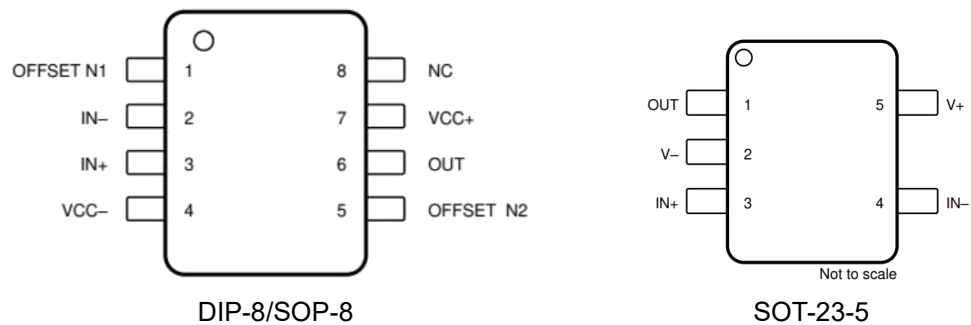 OFFSET N1 1 8 NC
IN– 2 7 VCC+
IN+ 3 6 OUT
VCC– 4 5 OFFSET N2
DIP-8/SOP-8
OUT 1 5 V+
V– 2
IN+ 3 4 IN–
Not to scale
SOT-23-5